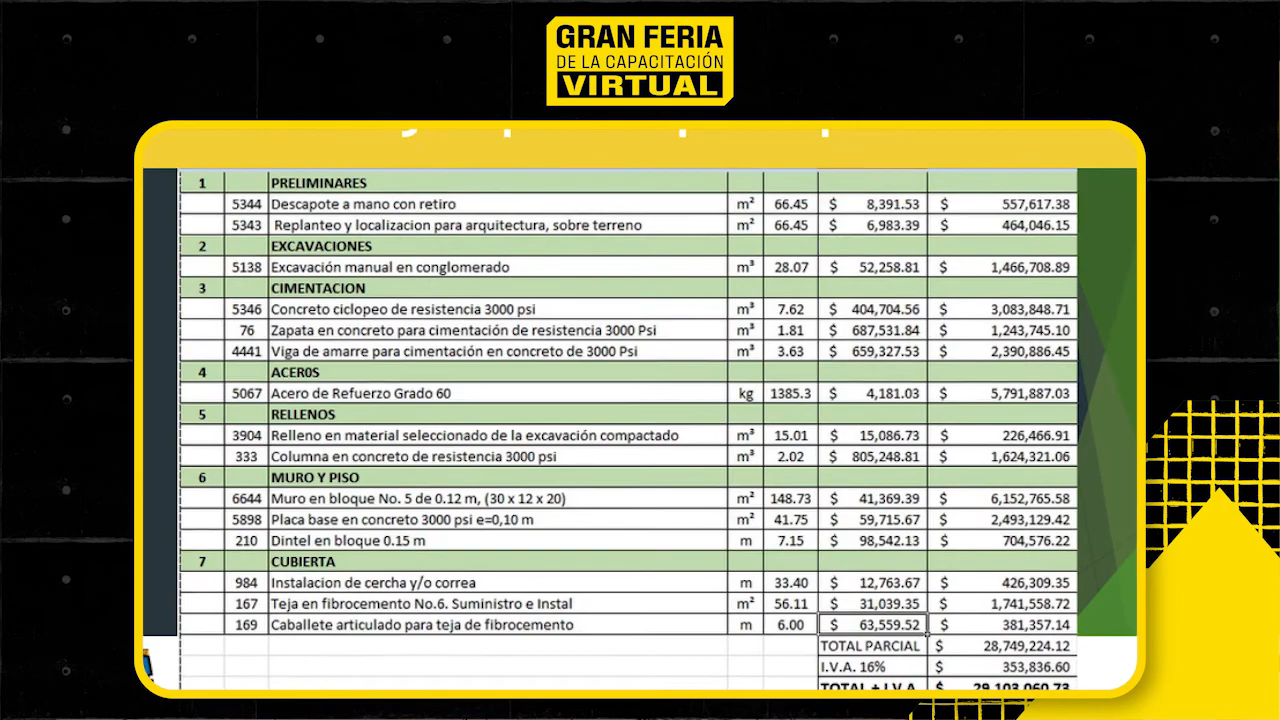 GRAN FERIA
DE LA CAPACITACIÓN
VIRTUAL
1 PRELIMINARES
5344 Descapote a mano con retiro m² 66.45 $ 8,391.53 $ 557,617.38
5343 Replanteo y localizacion para arquitectura, sobre terreno m² 66.45 $ 6,983.39 $ 464,046.15
2 EXCAVACIONES
5138 Excavación manual en conglomerado m³ 28.07 $ 52,258.81 $ 1,466,708.89
3 CIMENTACION
5346 Concreto ciclopeo de resistencia 3000 psi m³ 7.62 $ 404,704.56 $ 3,083,848.71
76 Zapata en concreto para cimentación de resistencia 3000 Psi m³ 1.81 $ 687,531.84 $ 1,243,745.10
4441 Viga de amarre para cimentación en concreto de 3000 Psi m³ 3.63 $ 659,327.53 $ 2,390,886.45
4 ACER0S
5067 Acero de Refuerzo Grado 60 kg 1385.3 $ 4,181.03 $ 5,791,887.03
5 RELLENOS
3904 Relleno en material seleccionado de la excavación compactado m³ 15.01 $ 15,086.73 $ 226,466.91
333 Columna en concreto de resistencia 3000 psi m³ 2.02 $ 805,248.81 $ 1,624,321.06
6 MURO Y PISO
6644 Muro en bloque No. 5 de 0.12 m, (30 x 12 x 20) m² 148.73 $ 41,369.39 $ 6,152,765.58
5898 Placa base en concreto 3000 psi e=0,10 m m² 41.75 $ 59,715.67 $ 2,493,129.42
210 Dintel en bloque 0.15 m m 7.15 $ 98,542.13 $ 704,576.22
7 CUBIERTA
984 Instalacion de cercha y/o correa m 33.40 $ 12,763.67 $ 426,309.35
167 Teja en fibrocemento No.6. Suministro e Instal m² 56.11 $ 31,039.35 $ 1,741,558.72
169 Caballete articulado para teja de fibrocemento m 6.00 $ 63,559.52 $ 381,357.14
TOTAL PARCIAL $ 28,749,224.12
I.V.A. 16% $ 353,836.60
TOTAL + I.V.A $ 29,103,060.73